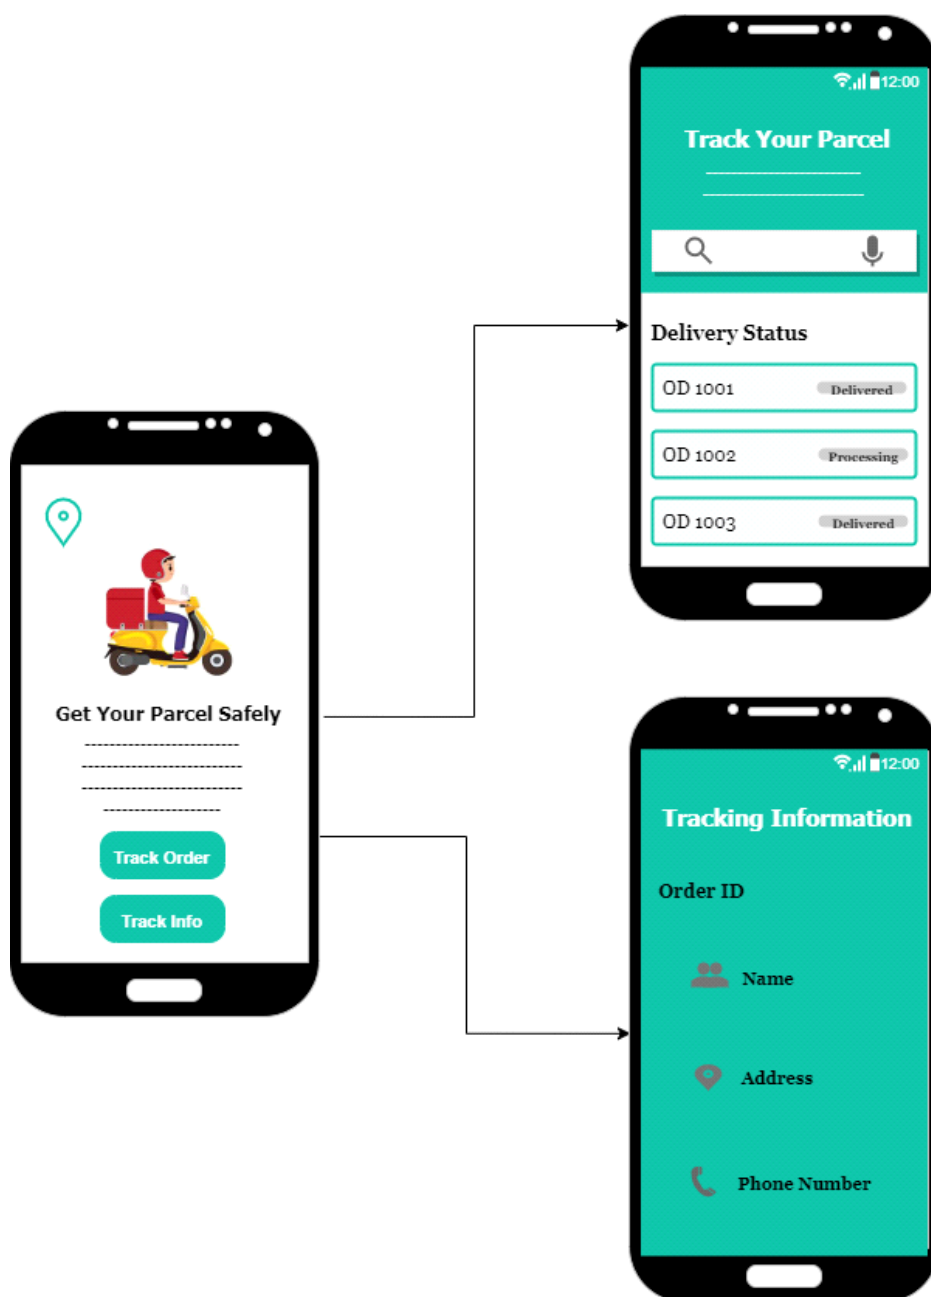 12:00
Track Your Parcel
Delivery Status
OD 1001 Delivered
OD 1002 Processing
OD 1003 Delivered
Get Your Parcel Safely
Track Order
Track Info
12:00
Tracking Information
Order ID
Name
Address
Phone Number